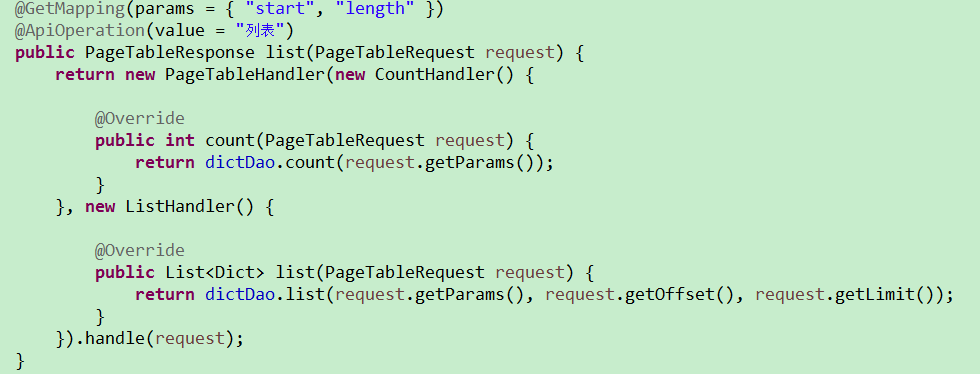 @GetMapping(params = { "start", "length" })
@ApiOperation(value = "列表")
public PageTableResponse list(PageTableRequest request) {
    return new PageTableHandler(new CountHandler() {

        @Override
        public int count(PageTableRequest request) {
            return dictDao.count(request.getParams());
        }
    }, new ListHandler() {

        @Override
        public List<Dict> list(PageTableRequest request) {
            return dictDao.list(request.getParams(), request.getOffset(), request.getLimit());
        }
    }).handle(request);
}